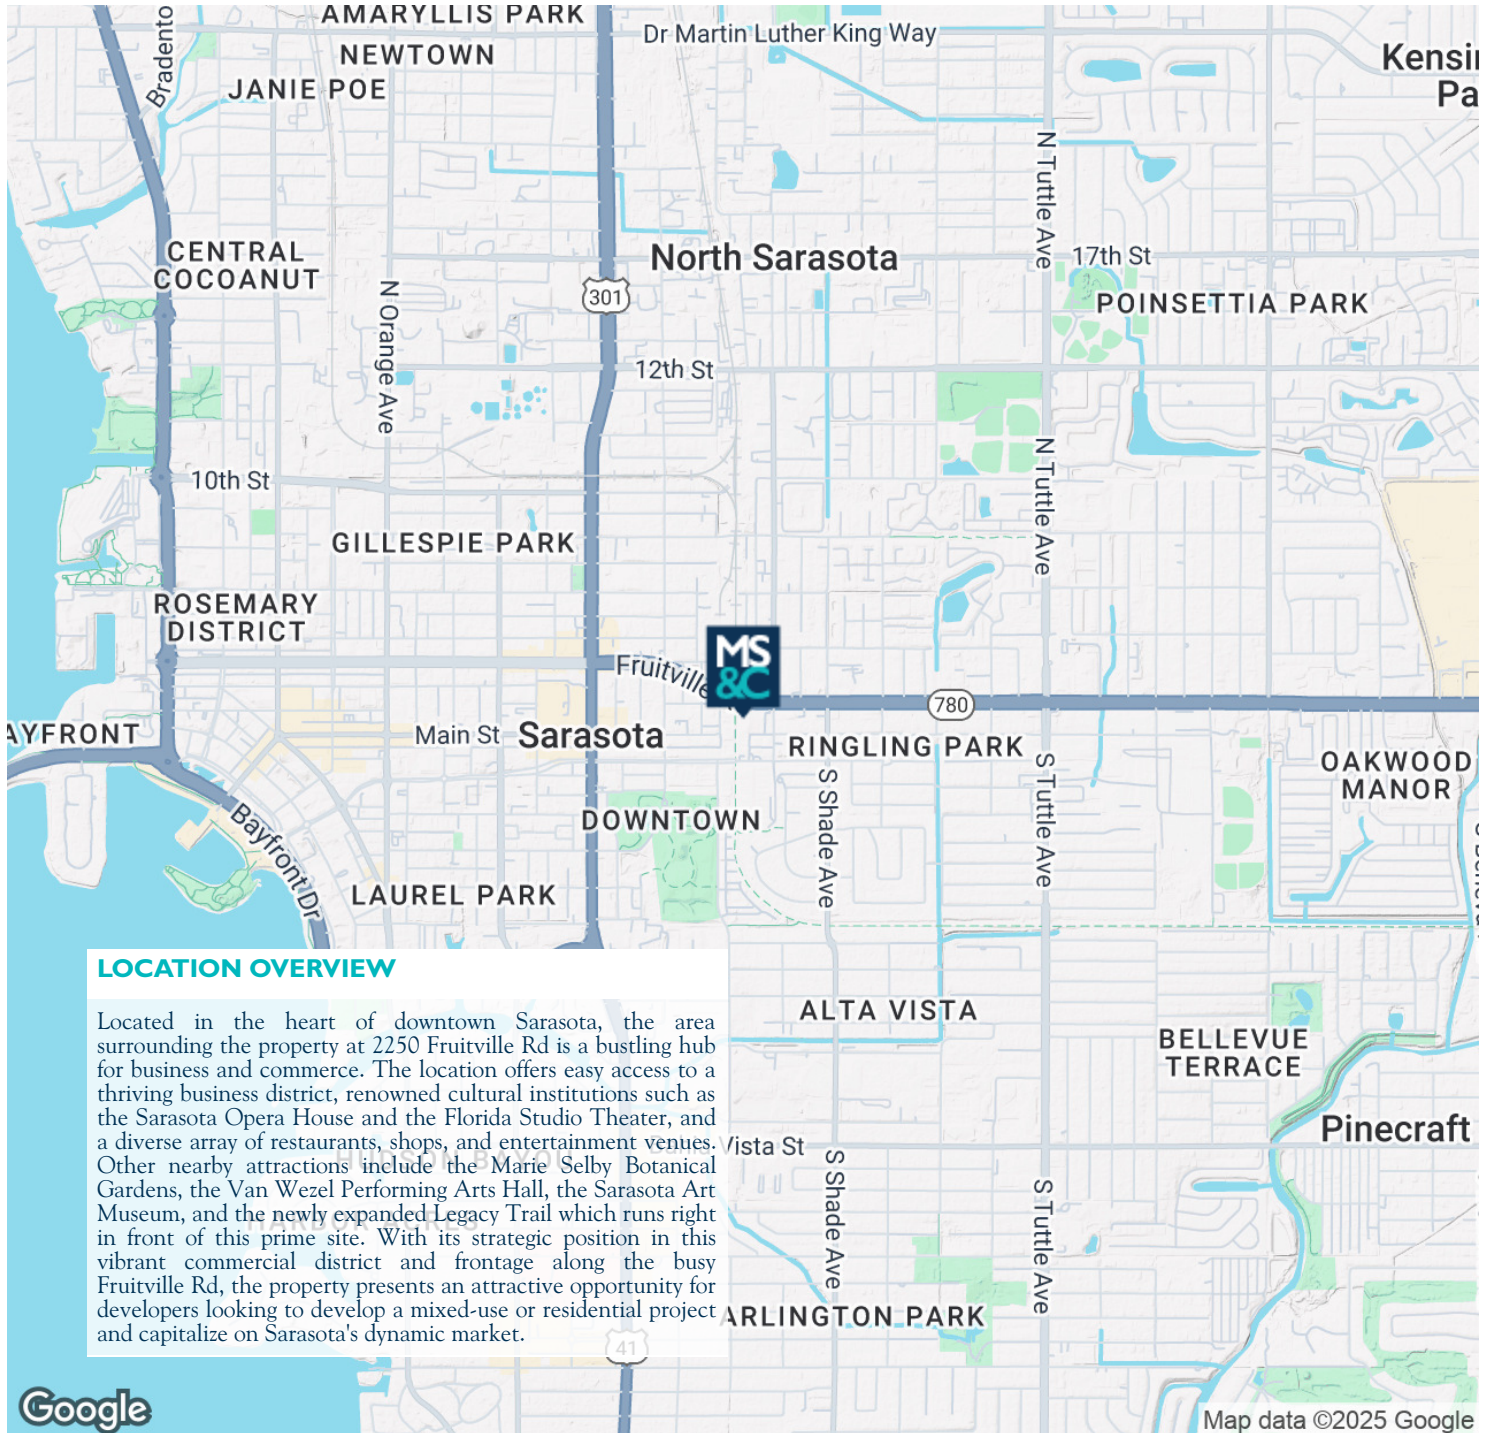 AMARYLLIS PARK
NEWTOWN
JANIE POE
Dr Martin Luther King Way
N Tuttle Ave
CENTRAL
COCOANUT
North Sarasota
17th St
POINSETTIA PARK
301
N Orange Ave
12th St
10th St
N Tuttle Ave
GILLESPIE PARK
ROSEMARY
DISTRICT
MS
&C
780
Main St
Sarasota
RINGLING PARK
S Shade Ave
S Tuttle Ave
OAKWOOD
MANOR
DOWNTOWN
Bayfront Dr
LAUREL PARK
ALTA VISTA
BELLEVUE
TERRACE
Pinecraft
Vista St
S Shade Ave
S Tuttle Ave
ARLINGTON PARK
41
LOCATION OVERVIEW
Located in the heart of downtown Sarasota, the area
surrounding the property at 2250 Fruitville Rd is a bustling hub
for business and commerce. The location offers easy access to a
thriving business district, renowned cultural institutions such as
the Sarasota Opera House and the Florida Studio Theater, and
a diverse array of restaurants, shops, and entertainment venues.
Other nearby attractions include the Marie Selby Botanical
Gardens, the Van Wezel Performing Arts Hall, the Sarasota Art
Museum, and the newly expanded Legacy Trail which runs right
in front of this prime site. With its strategic position in this
vibrant commercial district and frontage along the busy
Fruitville Rd, the property presents an attractive opportunity for
developers looking to develop a mixed-use or residential project
and capitalize on Sarasota's dynamic market.
Google
Map data ©2025 Google